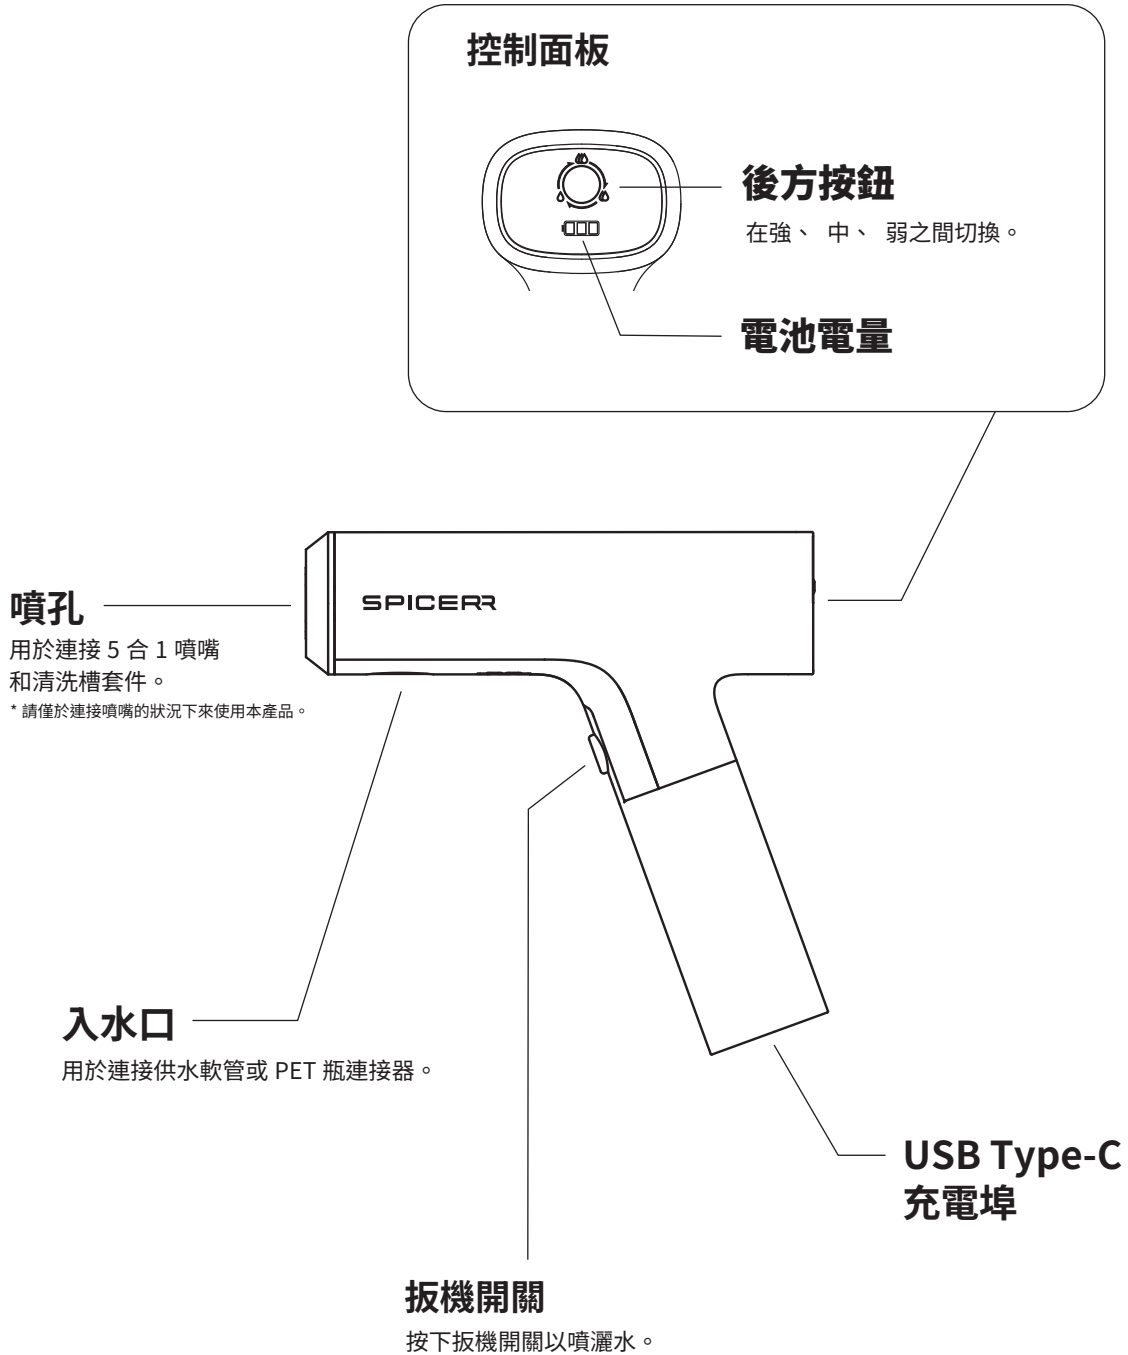 控制面板
後方按鈕
在強、 中、 弱之間切換。
電池電量
SPICERR
噴孔
用於連接 5 合 1 噴嘴
和清洗槽套件。
* 請僅於連接噴嘴的狀況下來使用本產品。
入水口
用於連接供水軟管或 PET 瓶連接器。
USB Type-C
充電埠
扳機開關
按下扳機開關以噴灑水。